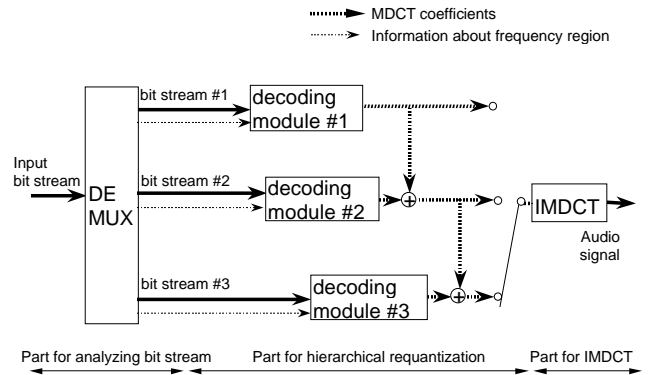 MDCT coefficients
Information about frequency region
bit stream #1
decoding
module #1
Input
bit stream
DE
MUX
bit stream #2
decoding
module #2
IMDCT
Audio
signal
bit stream #3
decoding
module #3
Part for analyzing bit stream
Part for hierarchical requantization
Part for IMDCT